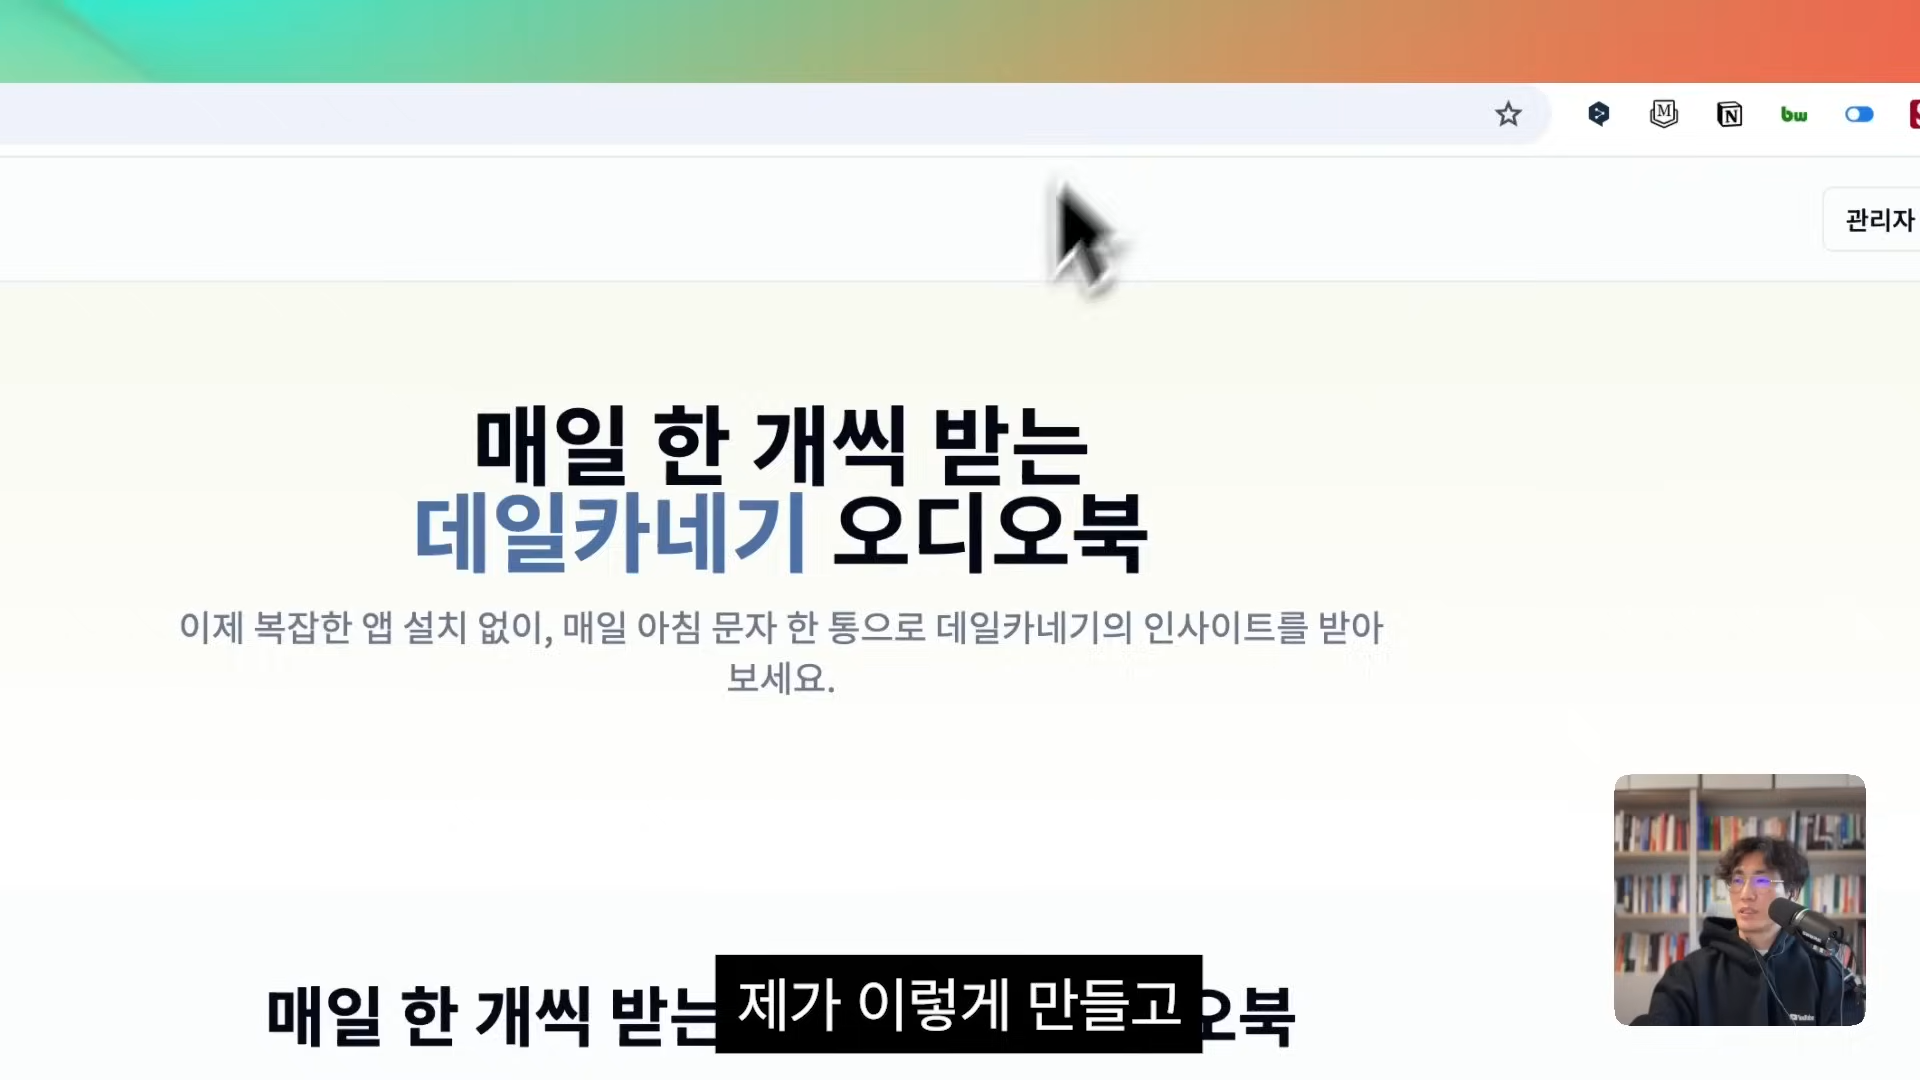 M
N
bw
관리자
매일 한 개씩 받는
데일카네기 오디오북
이제 복잡한 앱 설치 없이, 매일 아침 문자 한 통으로 데일카네기의 인사이트를 받아
보세요.
매일 한 개씩 받는 오북
제가 이렇게 만들고